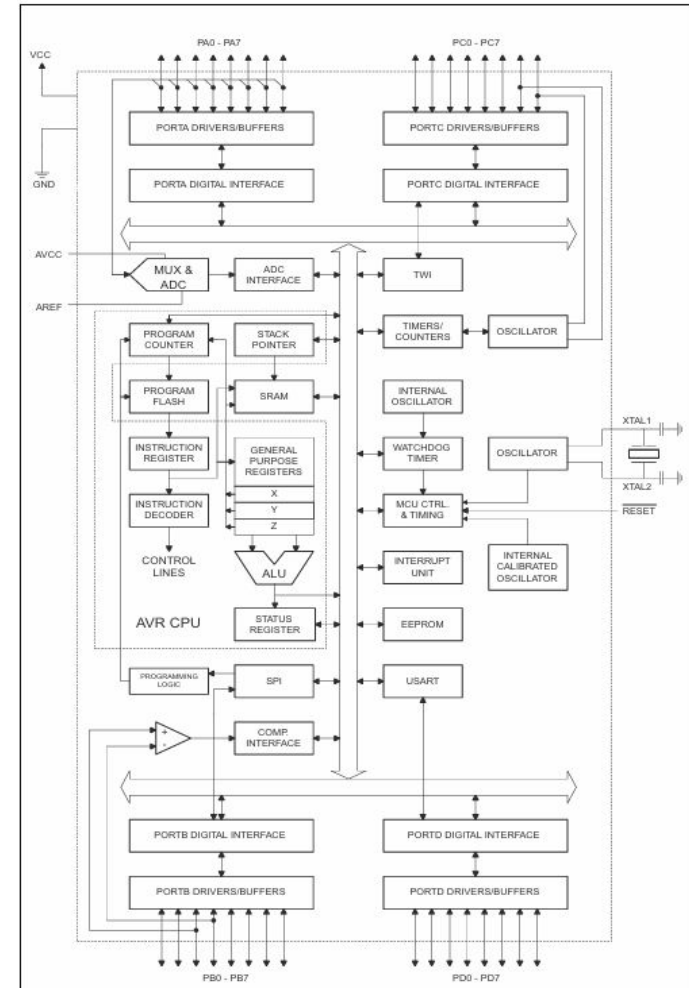 PA0 - PA7
PC0 - PC7
VCC
PORTA DRIVERS/BUFFERS
PORTC DRIVERS/BUFFERS
PORTA DIGITAL INTERFACE
PORTC DIGITAL INTERFACE
GND
AVCC
MUX &
ADC
ADC
INTERFACE
TWI
AREF
PROGRAM
COUNTER
STACK
POINTER
TIMERS/
COUNTERS
OSCILLATOR
PROGRAM
FLASH
SRAM
INTERNAL
OSCILLATOR
XTAL1
INSTRUCTION
REGISTER
GENERAL
PURPOSE
REGISTERS
WATCHDOG
TIMER
OSCILLATOR
XTAL2
X
Y
Z
INSTRUCTION
DECODER
MCU CTRL.
& TIMING
RESET
CONTROL
LINES
ALU
INTERRUPT
UNIT
INTERNAL
CALIBRATED
OSCILLATOR
AVR CPU
STATUS
REGISTER
EEPROM
PROGRAMMING
LOGIC
SPI
USART
+
-
COMP.
INTERFACE
PORTB DIGITAL INTERFACE
PORTD DIGITAL INTERFACE
PORTB DRIVERS/BUFFERS
PORTD DRIVERS/BUFFERS
PB0 - PB7
PD0 - PD7